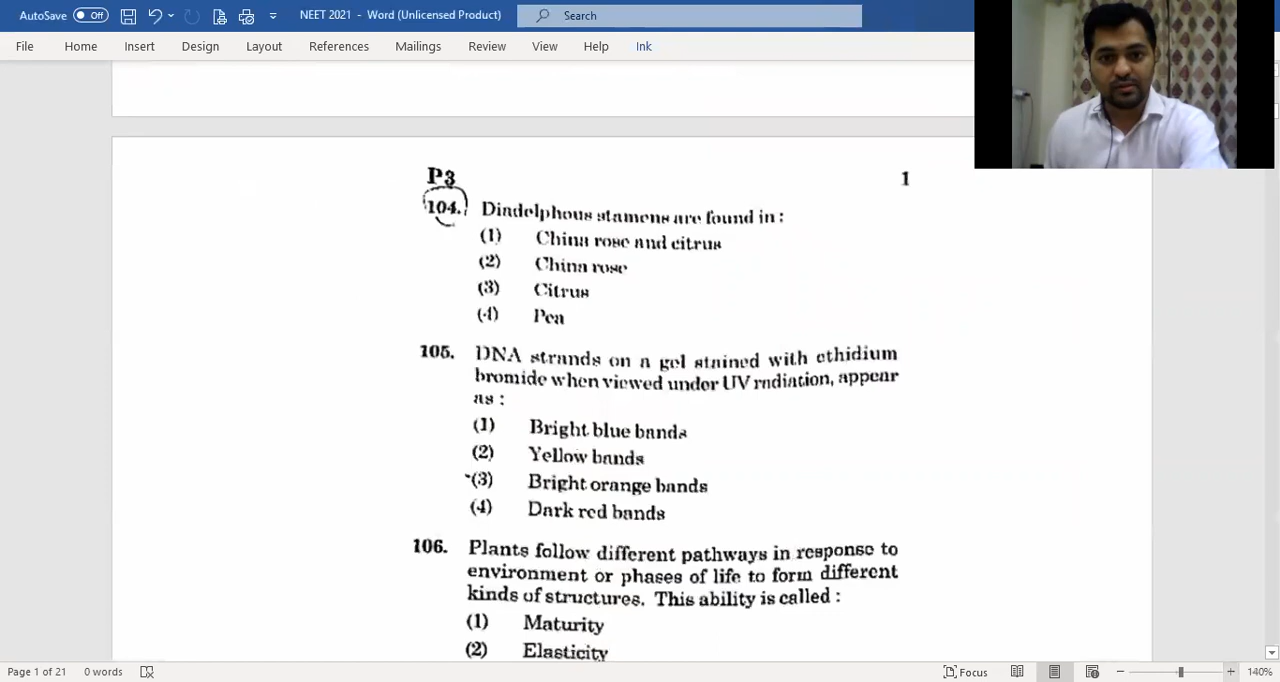 AutoSave Off NEET 2021 - Word (Unlicensed Product) Search
File Home Insert Design Layout References Mailings Review View Help Ink
P3 1
104. Diadelphous stamens are found in :
(1) China rose and citrus
(2) China rose
(3) Citrus
(4) Pea
105. DNA strands on a gel stained with ethidium
bromide when viewed under UV radiation, appear
as :
(1) Bright blue bands
(2) Yellow bands
(3) Bright orange bands
(4) Dark red bands
106. Plants follow different pathways in response to
environment or phases of life to form different
kinds of structures. This ability is called :
(1) Maturity
(2) Elasticity
Page 1 of 21 0 words Focus 140%